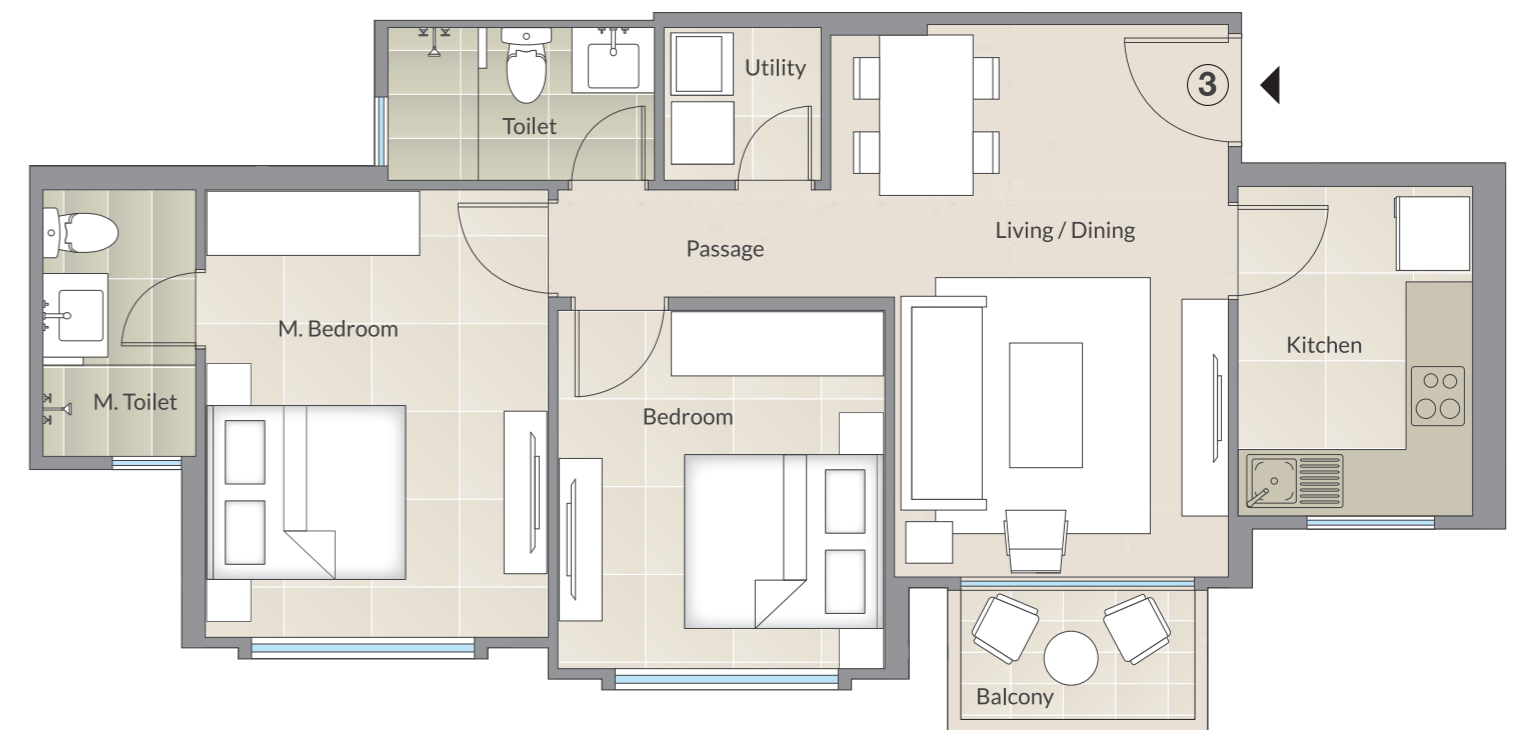 Utility
3
Toilet
Living / Dining
Passage
M. Bedroom
Kitchen
M. Toilet
Bedroom
Balcony